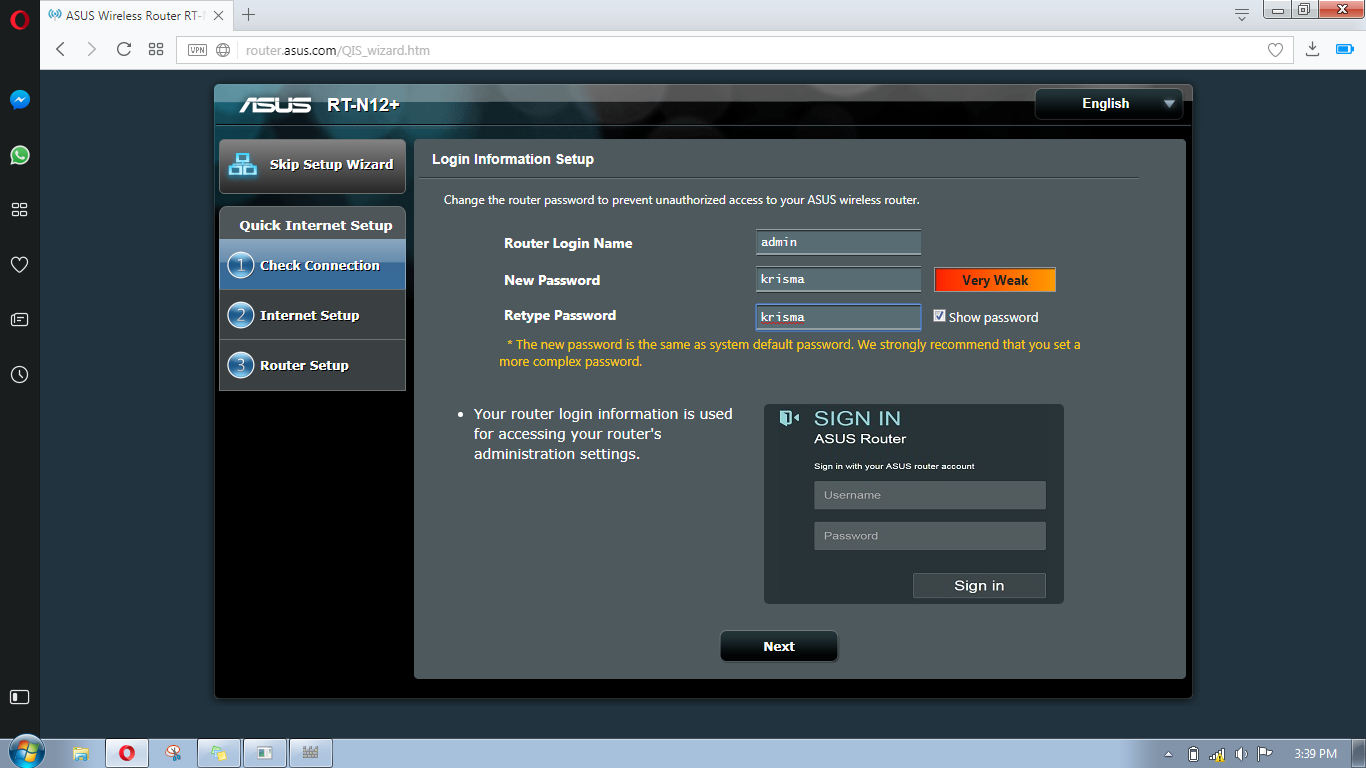 ASUS Wireless Router RT-N
VPN
router.asus.com/QIS_wizard.htm
ASUS RT-N12+
English
Skip Setup Wizard
Quick Internet Setup
1 Check Connection
2 Internet Setup
3 Router Setup
Login Information Setup
Change the router password to prevent unauthorized access to your ASUS wireless router.
Router Login Name admin
New Password krisma Very Weak
Retype Password krisma Show password
* The new password is the same as system default password. We strongly recommend that you set a
more complex password.
• Your router login information is used
for accessing your router's
administration settings.
SIGN IN
ASUS Router
Sign in with your ASUS router account
Username
Password
Sign in
Next
3:39 PM